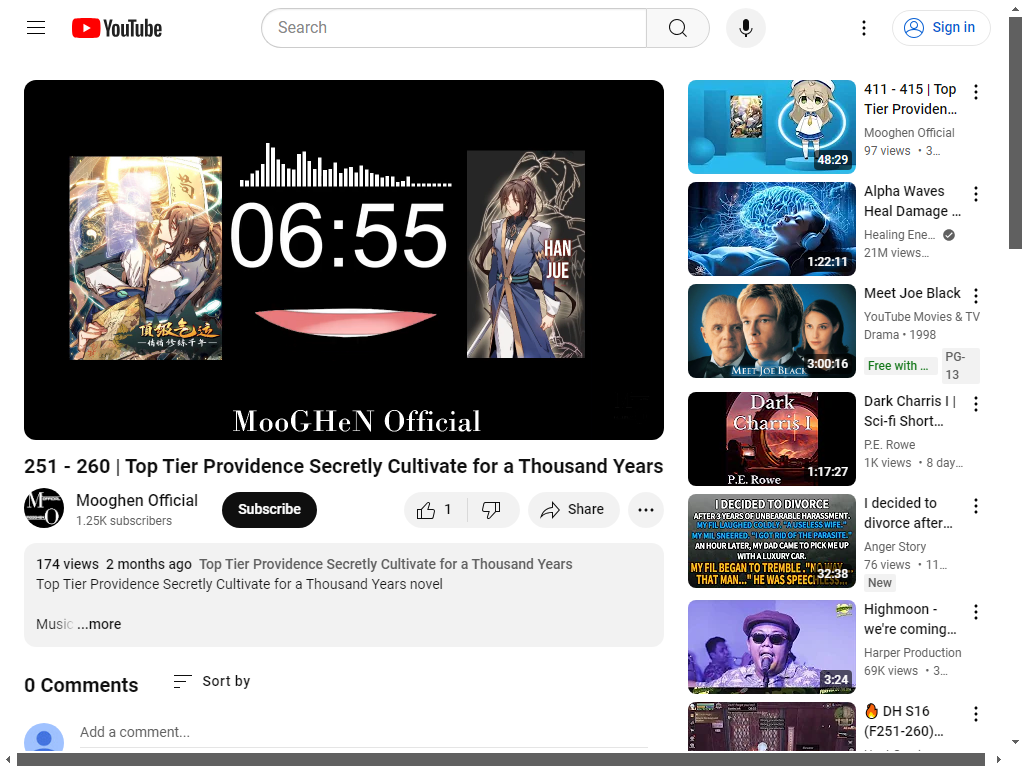 YouTube
Search
Sign in
06:55
HAN
JUE
頂級气运
悄悄修练千年
MooGHeN Official
251 - 260 | Top Tier Providence Secretly Cultivate for a Thousand Years
Mooghen Official
1.25K subscribers
Subscribe
1
Share
174 views 2 months ago Top Tier Providence Secretly Cultivate for a Thousand Years
Top Tier Providence Secretly Cultivate for a Thousand Years novel
Music ...more
0 Comments
Sort by
Add a comment...
48:29
411 - 415 | Top
Tier Providen...
Mooghen Official
97 views • 3...
1:22:11
Alpha Waves
Heal Damage ...
Healing Ene...
21M views...
MEET JOE BLACK
3:00:16
Meet Joe Black
YouTube Movies & TV
Drama • 1998
Free with ...
PG-
13
Dark
Charris I
P.E. Rowe
1:17:27
Dark Charris I |
Sci-fi Short...
P.E. Rowe
1K views • 8 day...
I DECIDED TO DIVORCE
AFTER 3 YEARS OF UNBEARABLE HARASSMENT.
MY FIL LAUGHED COLDLY, "A USELESS WIFE."
MY MIL SNEERED, "I GOT RID OF THE PARASITE."
AN HOUR LATER, MY DAD CAME TO PICK ME UP
WITH A LUXURY CAR.
MY FIL BEGAN TO TREMBLE. "NO WAY...
THAT MAN..." HE WAS SPEECHLESS...
32:38
I decided to
divorce after...
Anger Story
76 views • 11...
New
3:24
Highmoon -
we're coming...
Harper Production
69K views • 3...
DH S16
(F251-260)...